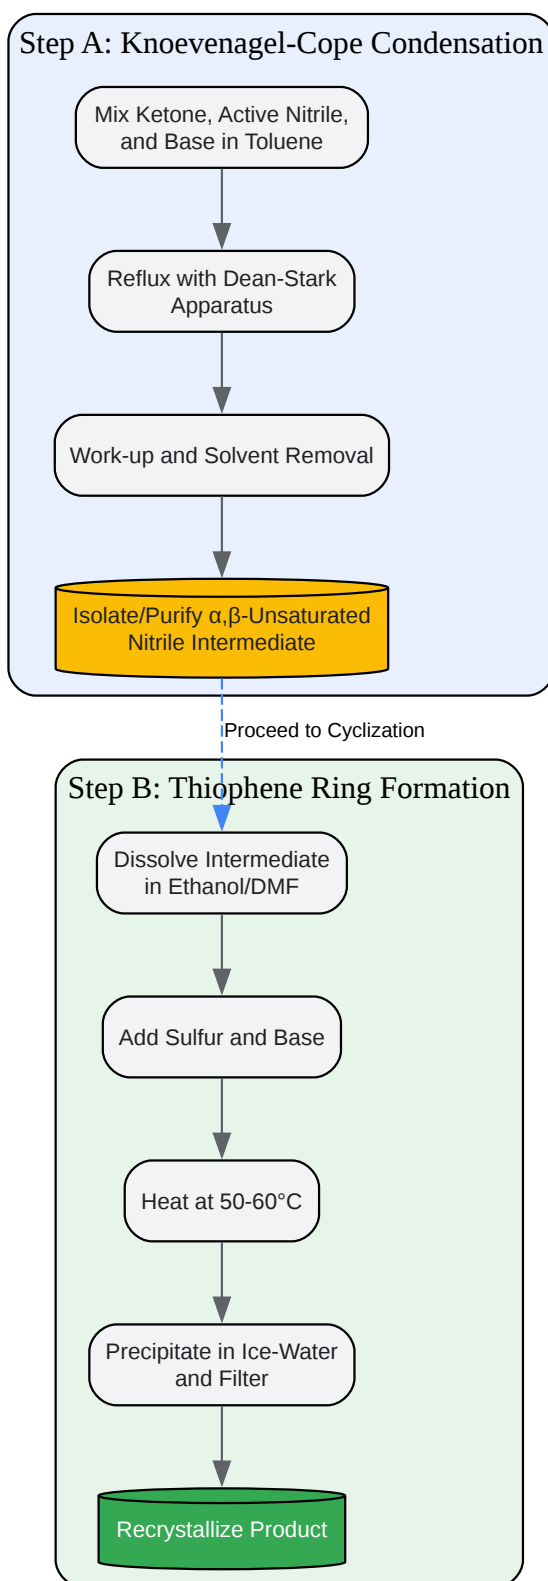 Step A: Knoevenagel-Cope Condensation
Mix Ketone, Active Nitrile,
and Base in Toluene
Reflux with Dean-Stark
Apparatus
Work-up and Solvent Removal
Isolate/Purify α,β-Unsaturated
Nitrile Intermediate
Proceed to Cyclization
Step B: Thiophene Ring Formation
Dissolve Intermediate
in Ethanol/DMF
Add Sulfur and Base
Heat at 50-60°C
Precipitate in Ice-Water
and Filter
Recrystallize Product